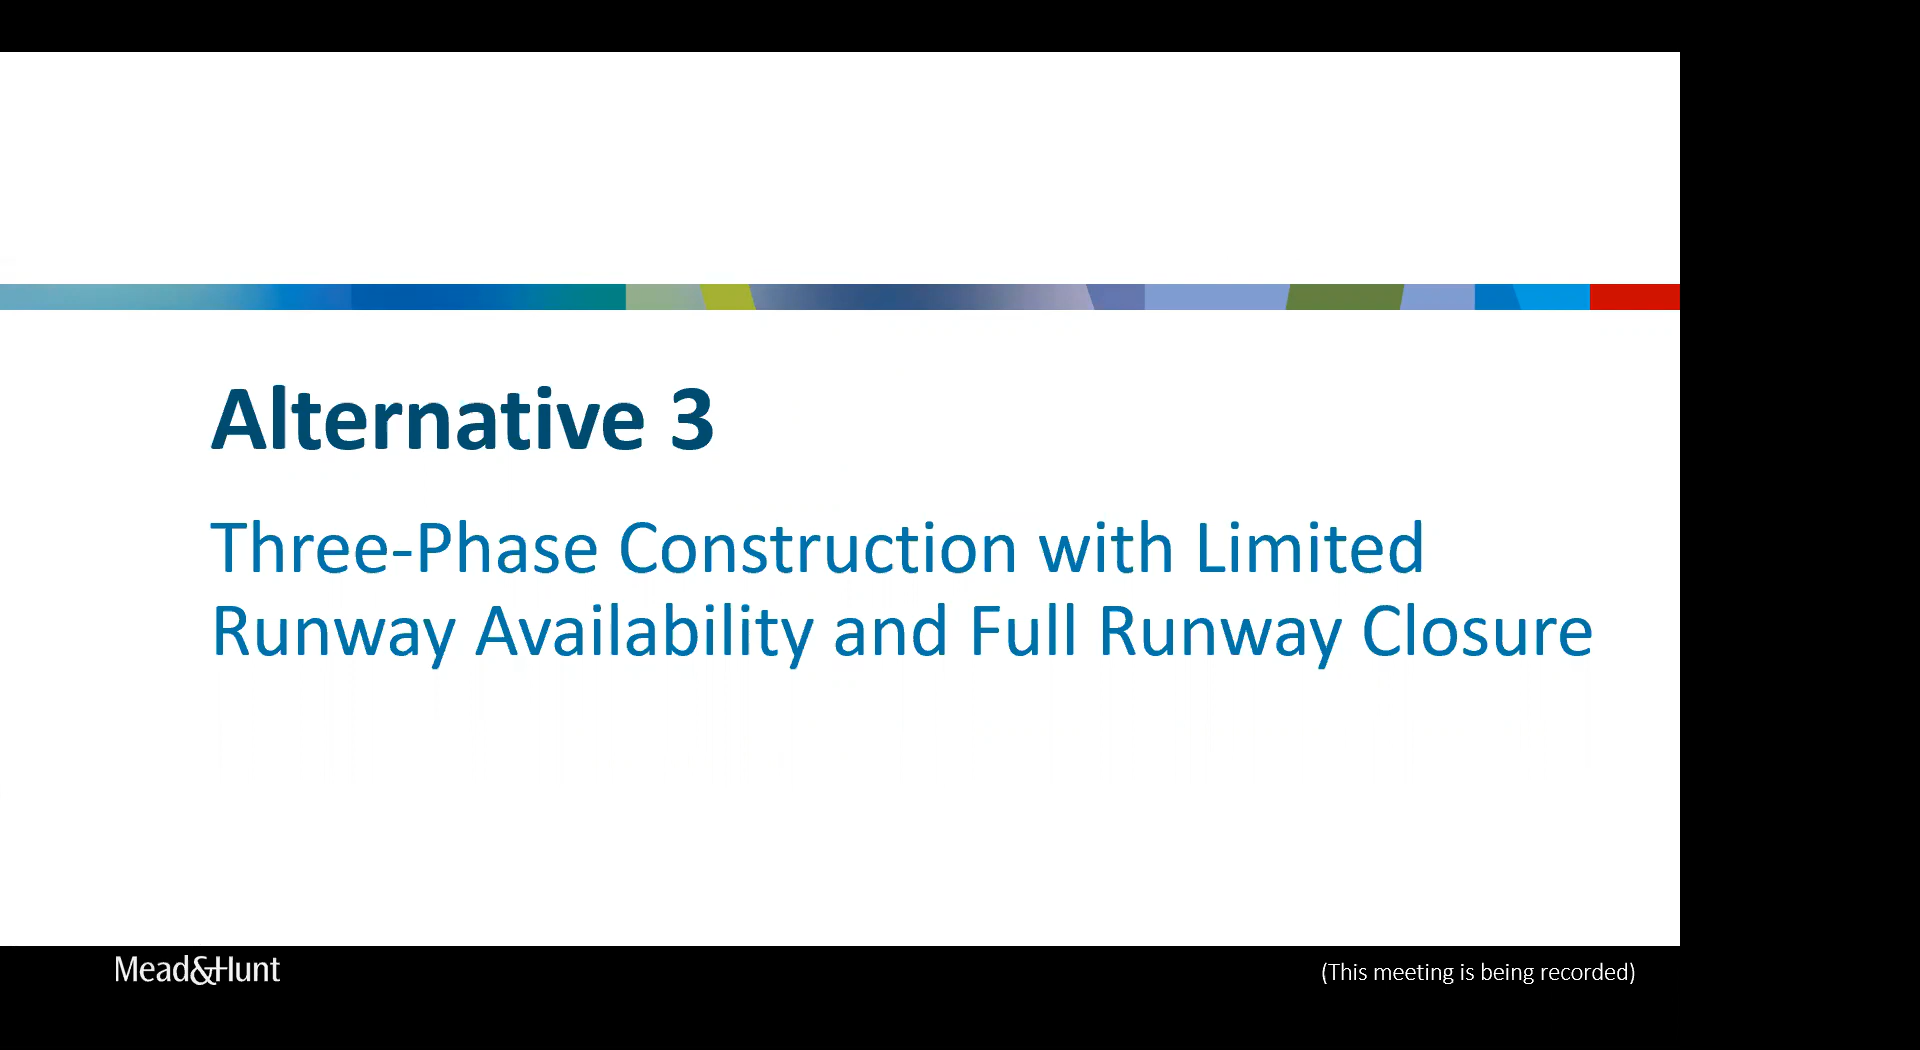 Alternative 3
Three-Phase Construction with Limited
Runway Availability and Full Runway Closure
Mead&Hunt
(This meeting is being recorded)